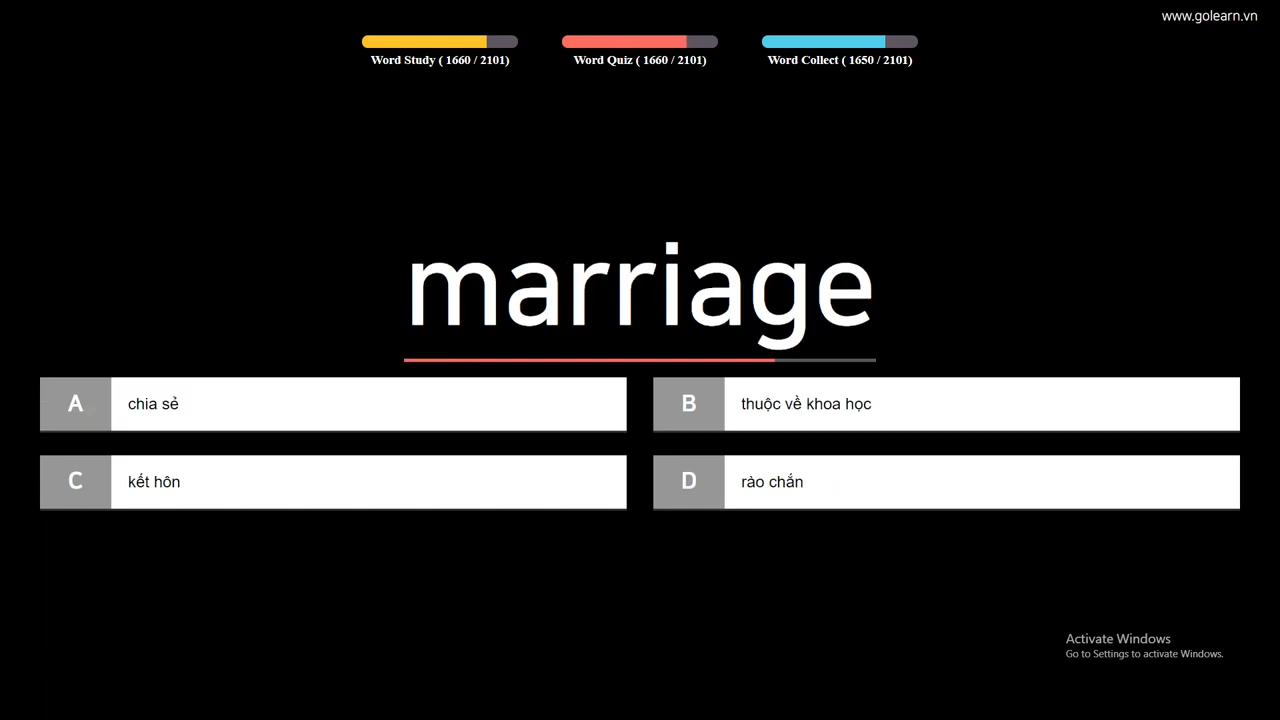 www.golearn.vn
Word Study ( 1660 / 2101)
Word Quiz ( 1660 / 2101)
Word Collect ( 1650 / 2101)
marriage
A chia sẻ
B thuộc về khoa học
C kết hôn
D rào chắn
Activate Windows
Go to Settings to activate Windows.